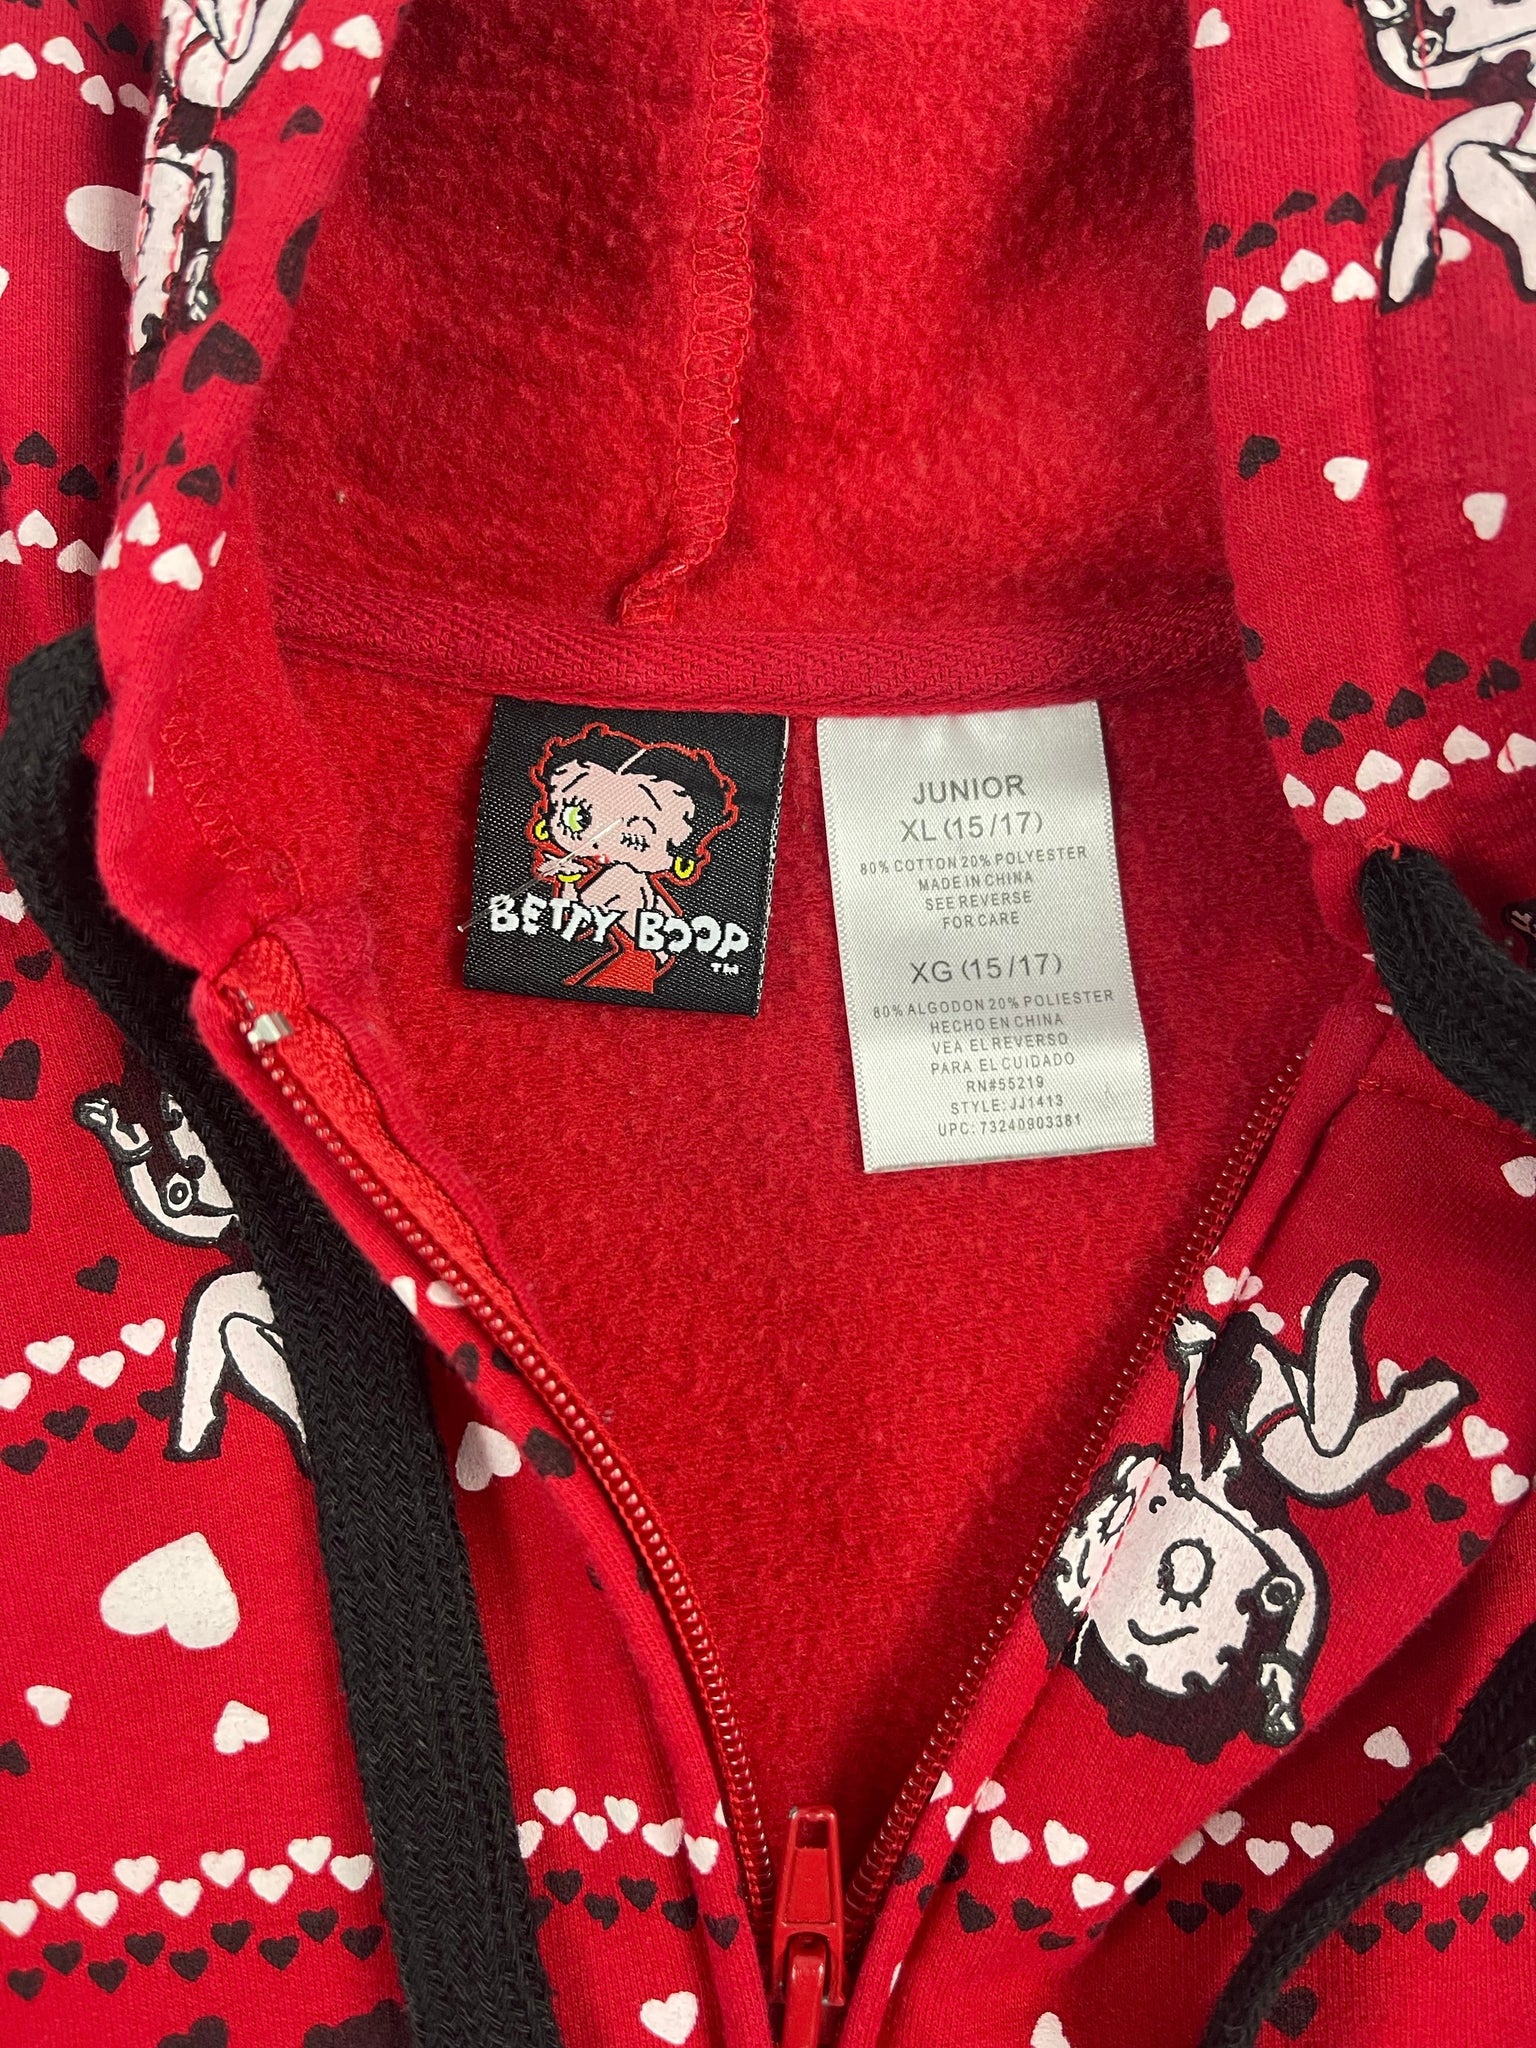 BETTY BOOP
TM
JUNIOR
XL (15/17)
80% COTTON 20% POLYESTER
MADE IN CHINA
SEE REVERSE
FOR CARE
XG (15/17)
80% ALGODON 20% POLIESTER
HECHO EN CHINA
VEA EL REVERSO
PARA EL CUIDADO
RN#55219
STYLE: JJ1413
UPC: 73240903381